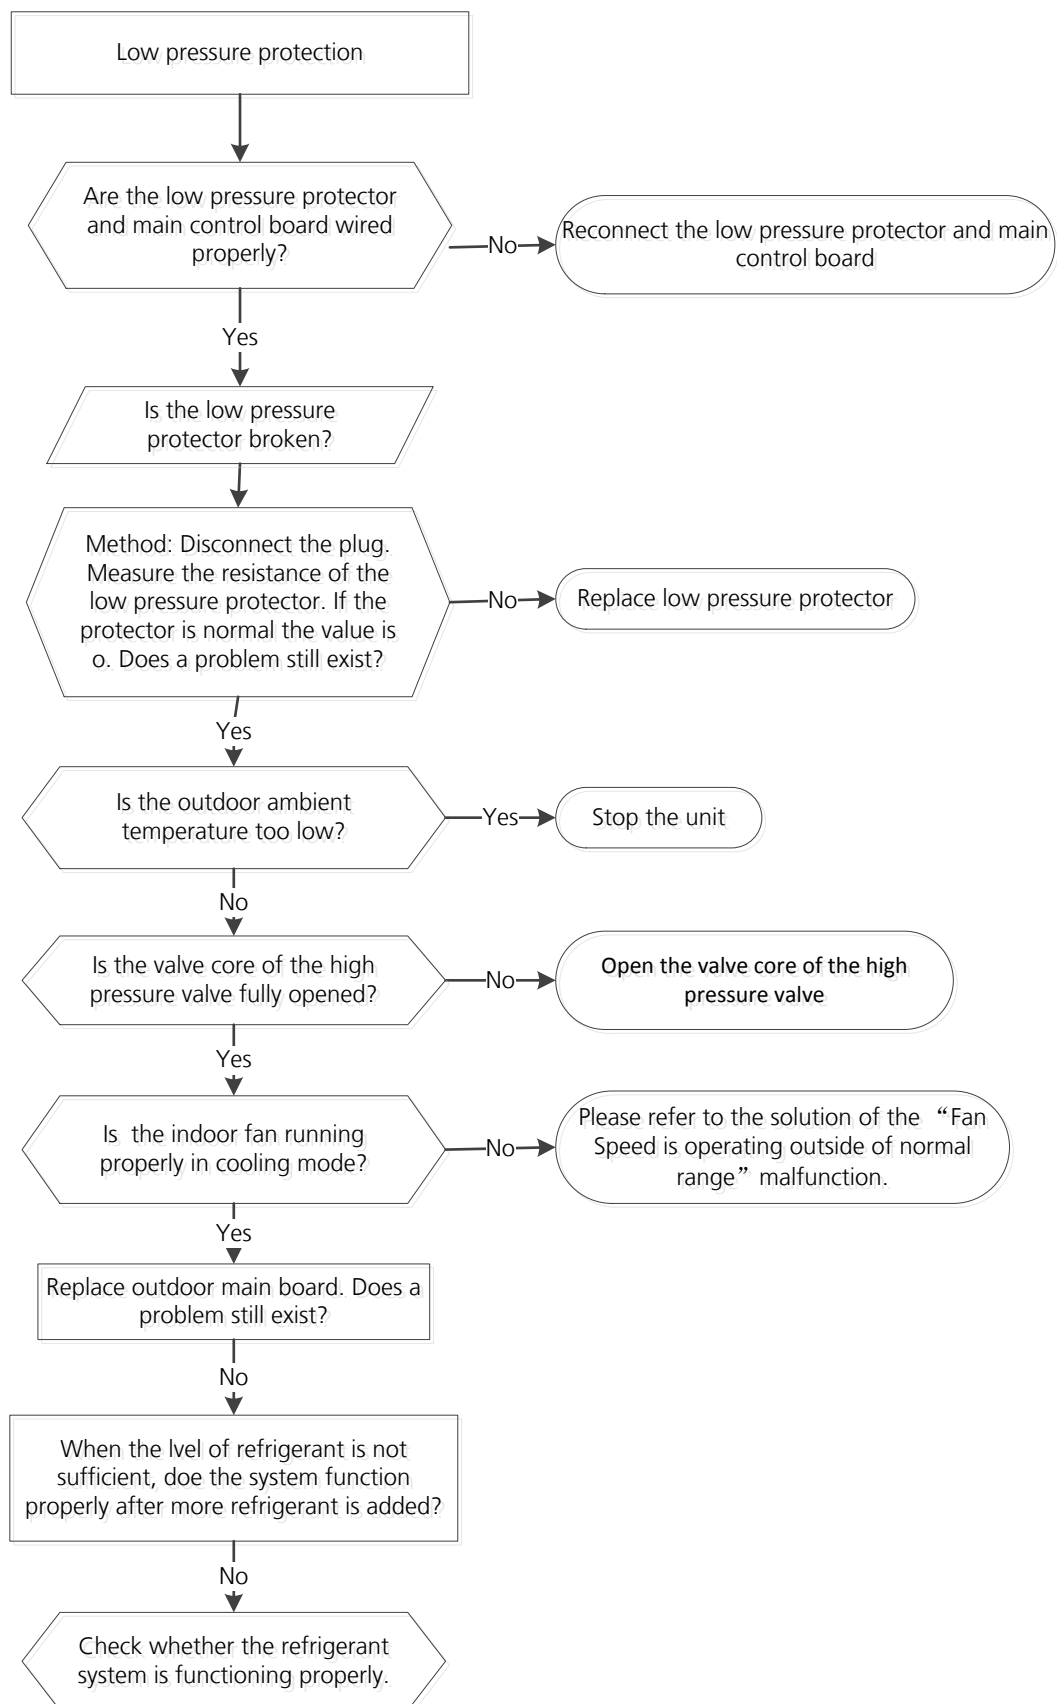 Low pressure protection
Are the low pressure protector
and main control board wired
properly?
No
Reconnect the low pressure protector and main
control board
Yes
Is the low pressure
protector broken?
Method: Disconnect the plug.
Measure the resistance of the
low pressure protector. If the
protector is normal the value is
o. Does a problem still exist?
No
Replace low pressure protector
Yes
Is the outdoor ambient
temperature too low?
Yes
Stop the unit
No
Is the valve core of the high
pressure valve fully opened?
No
Open the valve core of the high
pressure valve
Yes
Is  the indoor fan running
properly in cooling mode?
No
Please refer to the solution of the “Fan
Speed is operating outside of normal
range” malfunction.
Yes
Replace outdoor main board. Does a
problem still exist?
No
When the lvel of refrigerant is not
sufficient, doe the system function
properly after more refrigerant is added?
No
Check whether the refrigerant
system is functioning properly.